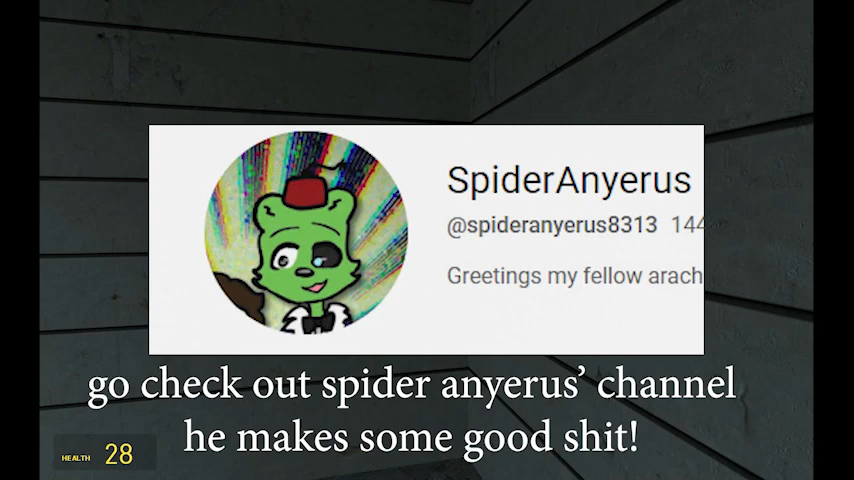 SpiderAnyerus
@spideranyerus8313 144
Greetings my fellow arach
go check out spider anyerus’ channel
he makes some good shit!
HEALTH 28